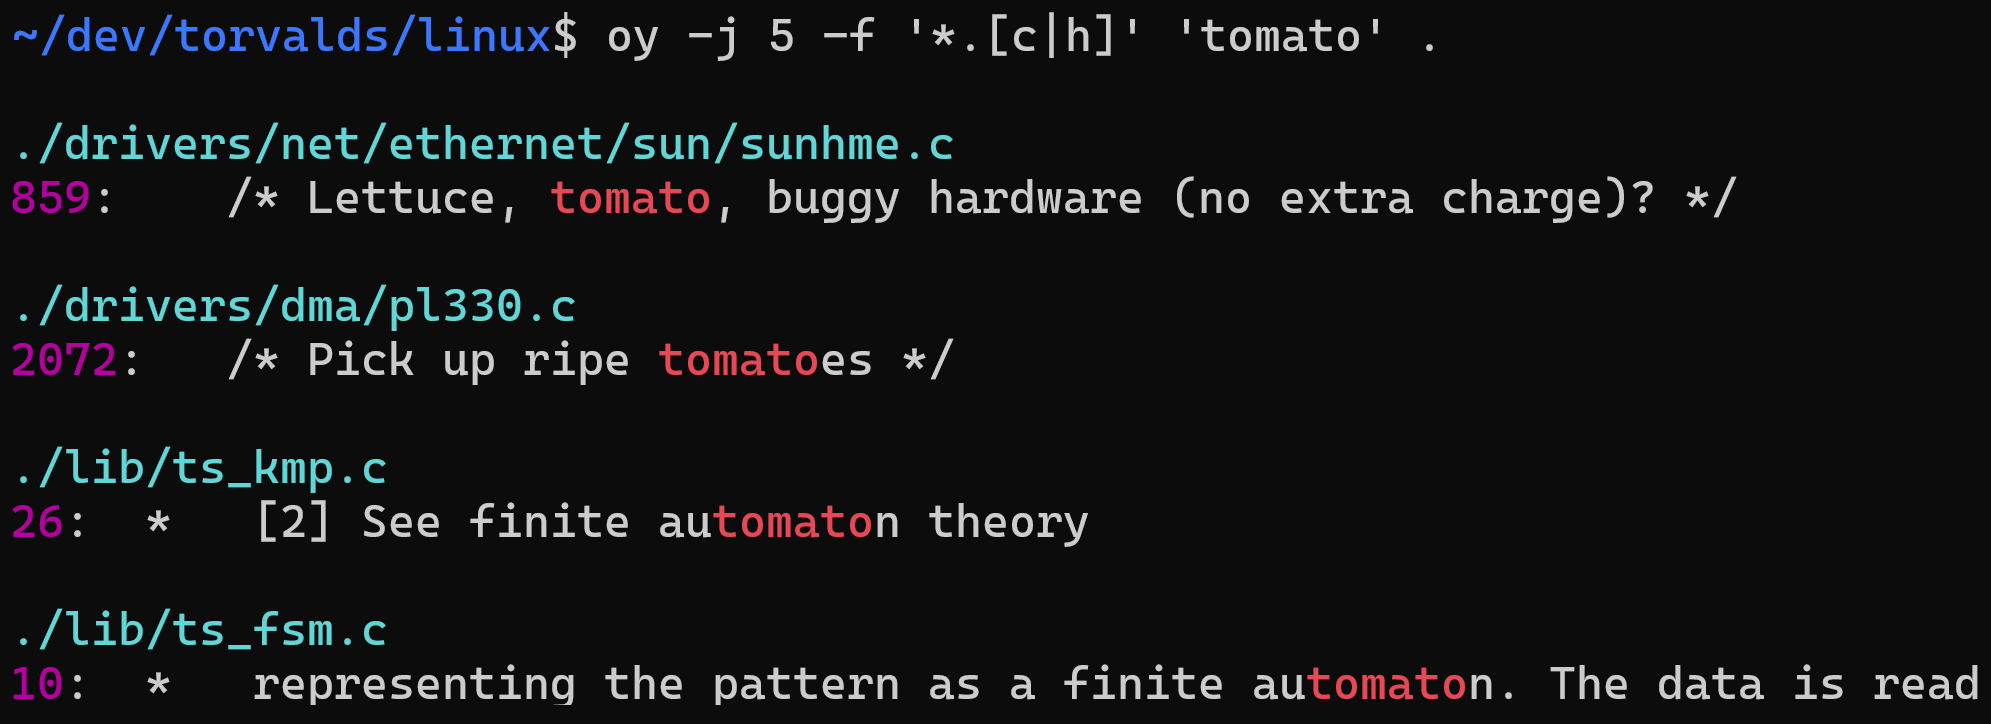 ~/dev/torvalds/linux$ oy -j 5 -f '*.[c|h]' 'tomato' .
./drivers/net/ethernet/sun/sunhme.c
859:    /* Lettuce, tomato, buggy hardware (no extra charge)? */
./drivers/dma/pl330.c
2072:   /* Pick up ripe tomatoes */
./lib/ts_kmp.c
26:  *   [2] See finite automaton theory
./lib/ts_fsm.c
10:  *   representing the pattern as a finite automaton. The data is read